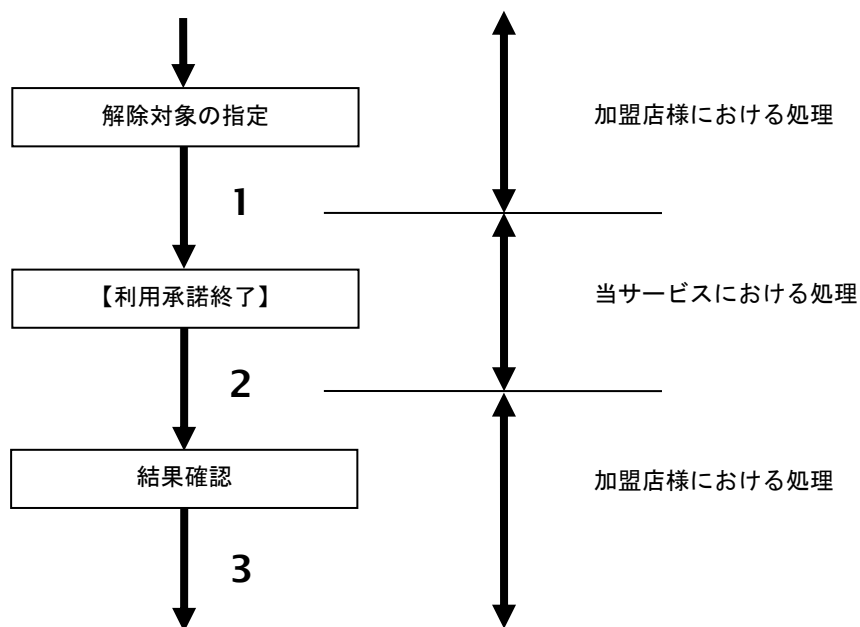 解除対象の指定
加盟店様における処理
1
【利用承諾終了】
当サービスにおける処理
2
結果確認
加盟店様における処理
3